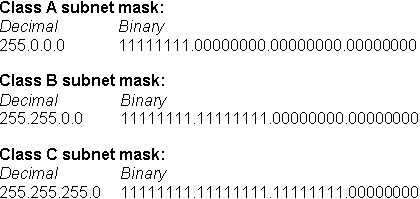 Class A subnet mask:
Decimal Binary
255.0.0.0 11111111.00000000.00000000.00000000
Class B subnet mask:
Decimal Binary
255.255.0.0 11111111.11111111.00000000.00000000
Class C subnet mask:
Decimal Binary
255.255.255.0 11111111.11111111.11111111.00000000